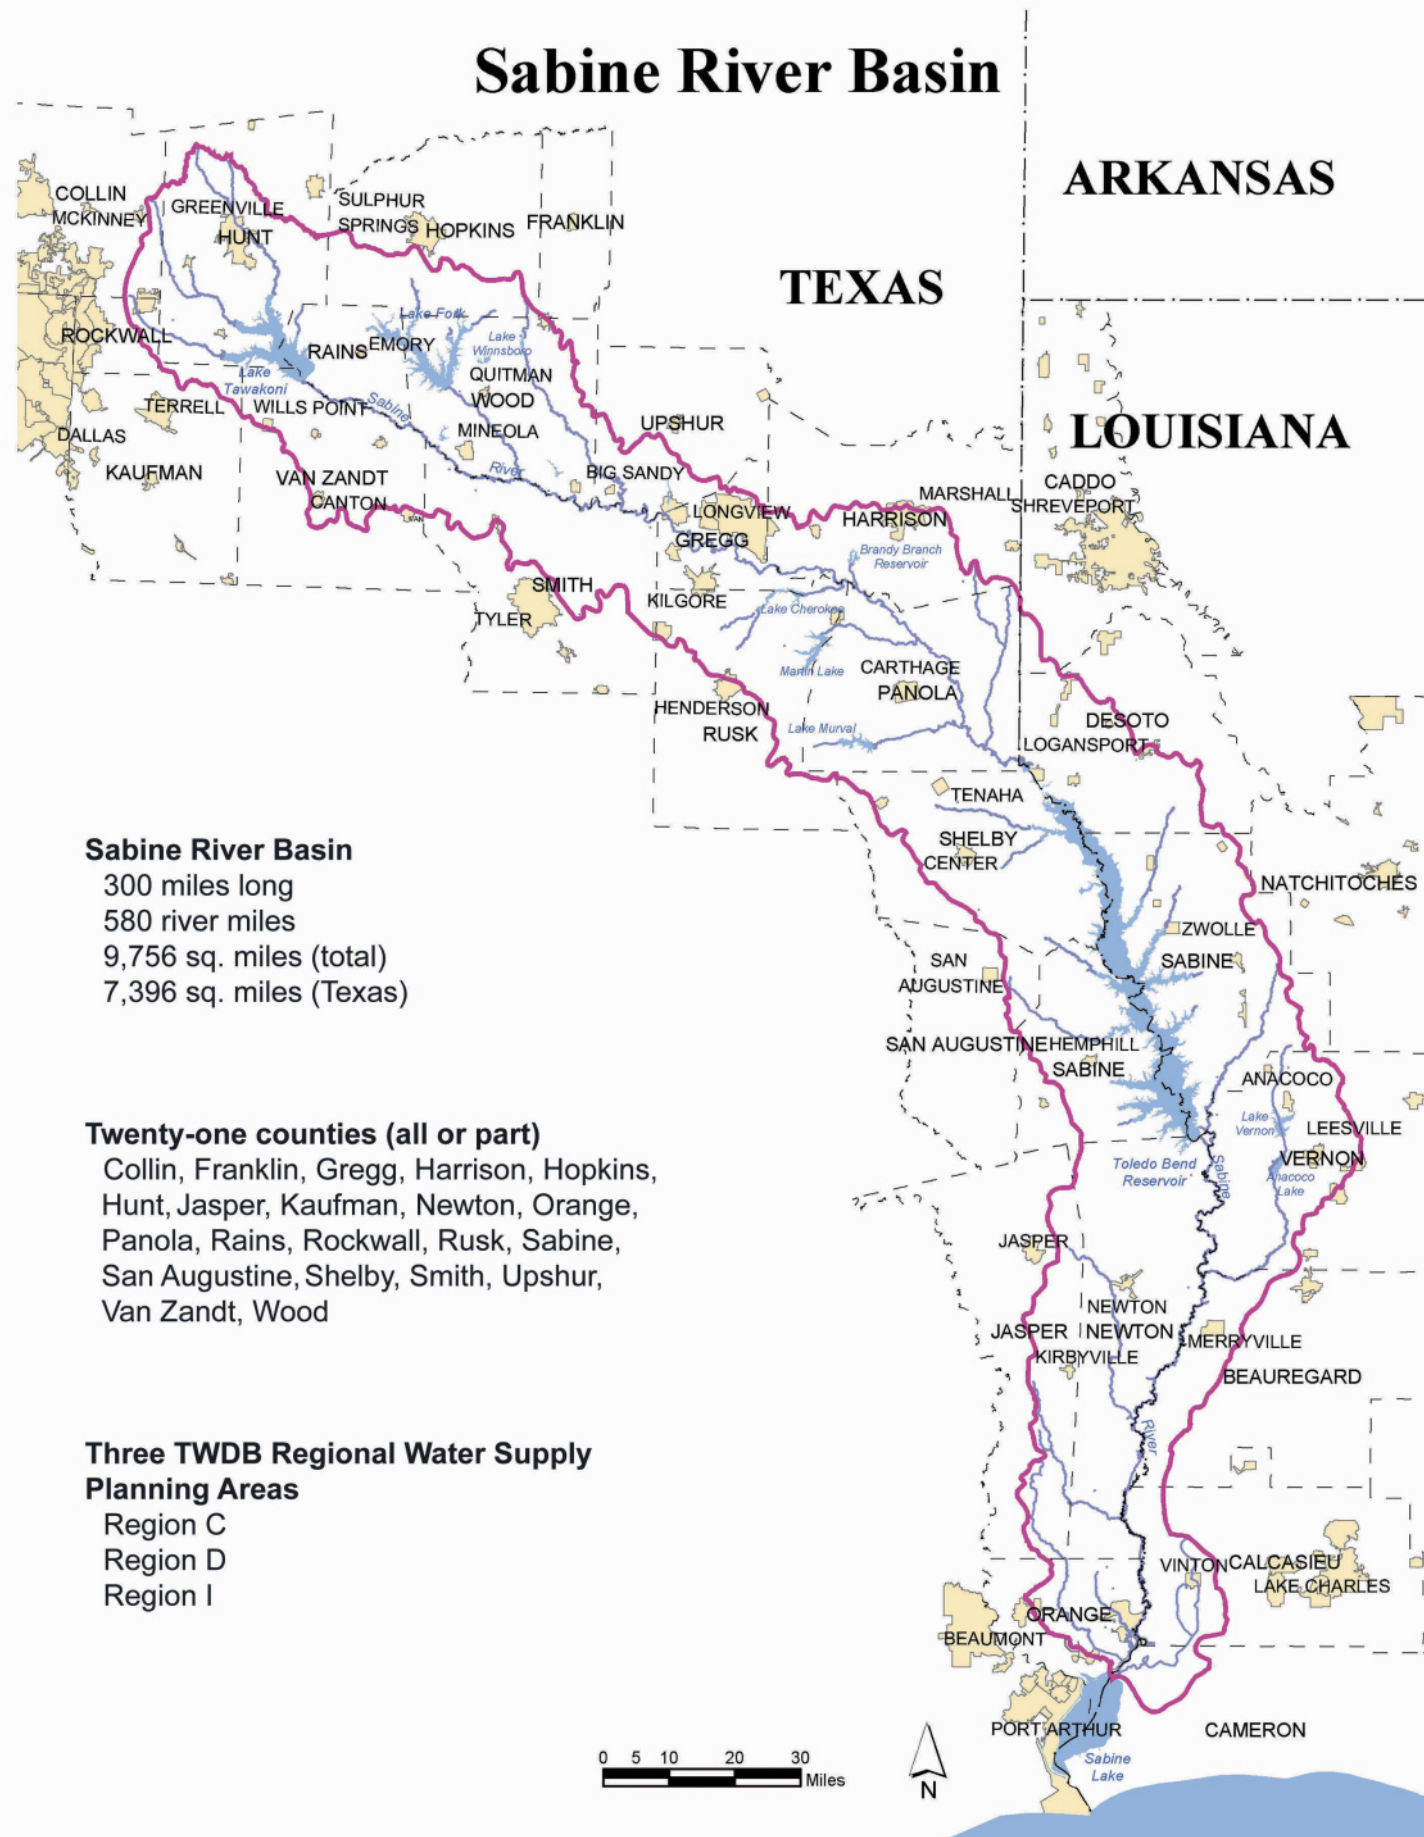 Sabine River Basin
ARKANSAS
TEXAS
LOUISIANA
COLLIN
MCKINNEY
GREENVILLE
HUNT
SULPHUR
SPRINGS
HOPKINS
FRANKLIN
ROCKWALL
RAINS
EMORY
Lake Fork
Lake
Winnsboro
QUITMAN
WOOD
Lake
Tawakoni
Sabine
TERRELL
WILLS POINT
DALLAS
KAUFMAN
MINEOLA
River
UPSHUR
VAN ZANDT
CANTON
VAN
BIG SANDY
LONGVIEW
GREGG
MARSHALL
HARRISON
CADDO
SHREVEPORT
Brandy Branch
Reservoir
SMITH
TYLER
KILGORE
Lake Cherokee
Martin Lake
CARTHAGE
PANOLA
HENDERSON
RUSK
Lake Murval
DESOTO
LOGANSPORT
TENAHA
SHELBY
CENTER
NATCHITOCHES
ZWOLLE
SABINE
SAN
AUGUSTINE
SAN AUGUSTINE
HEMPHILL
SABINE
ANACOCO
Lake
Vernon
LEESVILLE
VERNON
Anacoco
Lake
Toledo Bend
Reservoir
Sabine
JASPER
NEWTON
JASPER
NEWTON
KIRBYVILLE
MERRYVILLE
BEAUREGARD
River
VINTON
CALCASIEU
LAKE CHARLES
ORANGE
BEAUMONT
PORT ARTHUR
CAMERON
Sabine
Lake
Sabine River Basin
300 miles long
580 river miles
9,756 sq. miles (total)
7,396 sq. miles (Texas)
Twenty-one counties (all or part)
Collin, Franklin, Gregg, Harrison, Hopkins,
Hunt, Jasper, Kaufman, Newton, Orange,
Panola, Rains, Rockwall, Rusk, Sabine,
San Augustine, Shelby, Smith, Upshur,
Van Zandt, Wood
Three TWDB Regional Water Supply
Planning Areas
Region C
Region D
Region I
0 5 10 20 30
Miles
N